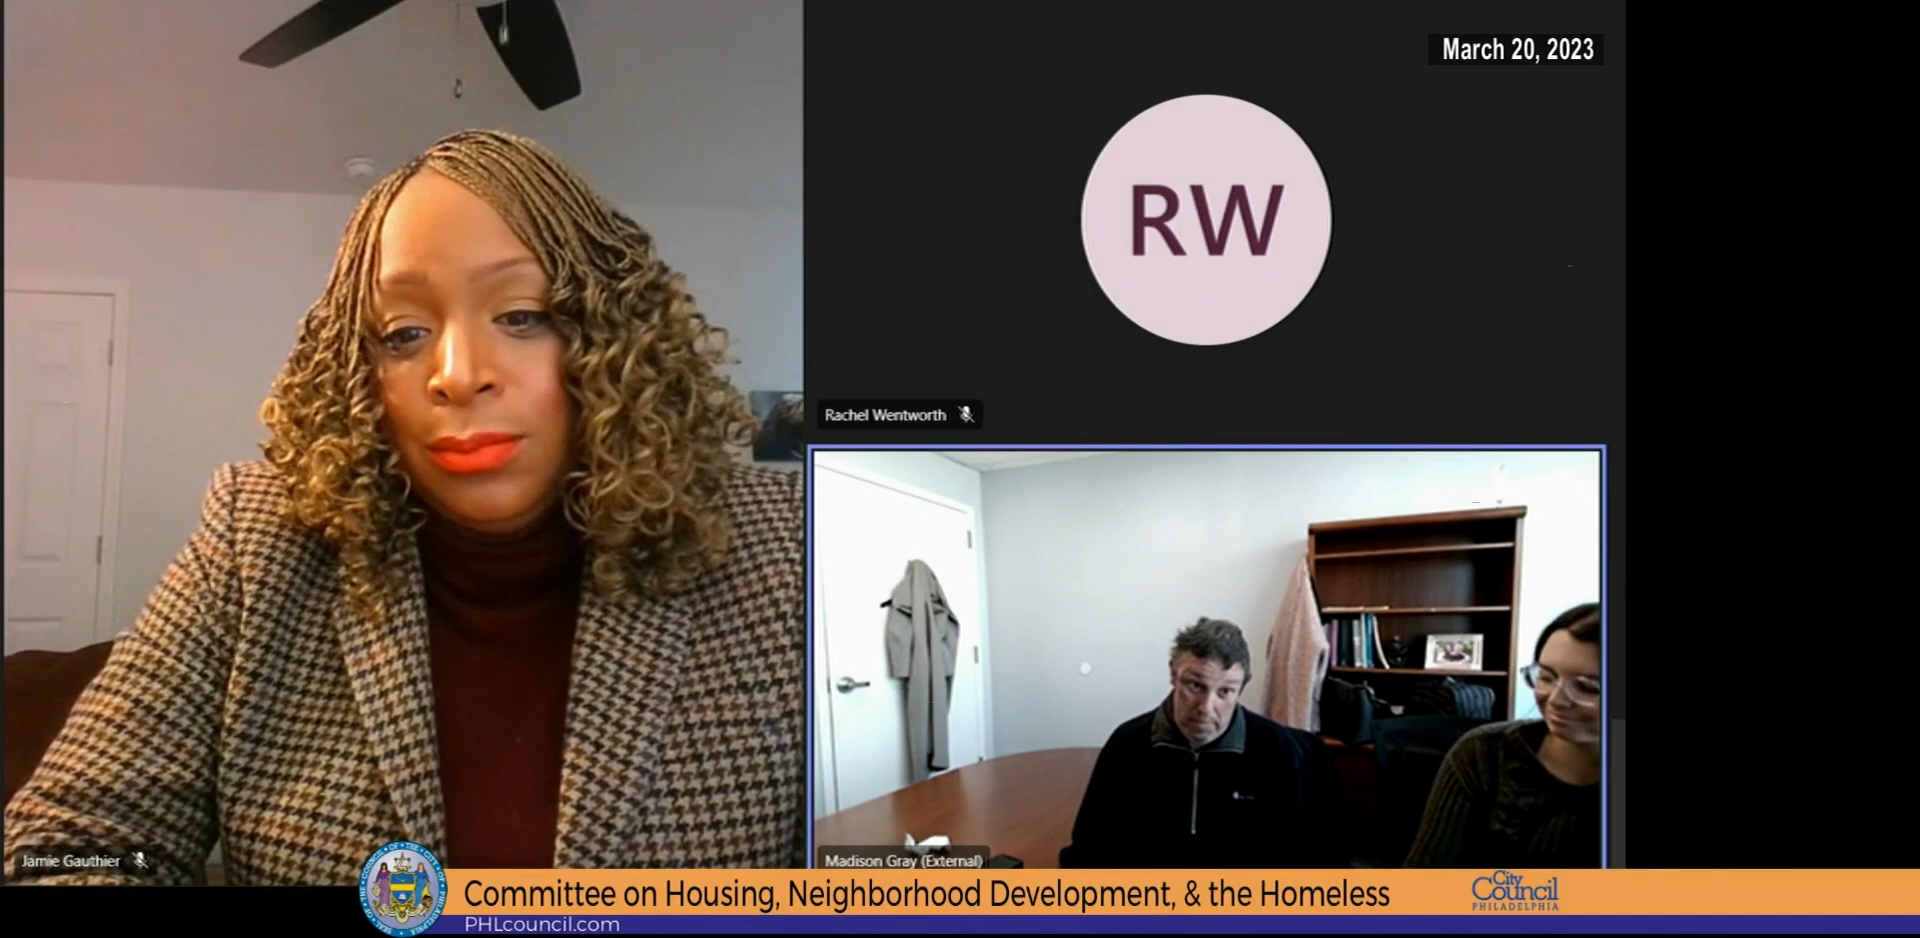 March 20, 2023
RW
Rachel Wentworth
Jamie Gauthier
Madison Gray (External)
Committee on Housing, Neighborhood Development, & the Homeless
City
Council
PHILADELPHIA
PHLcouncil.com